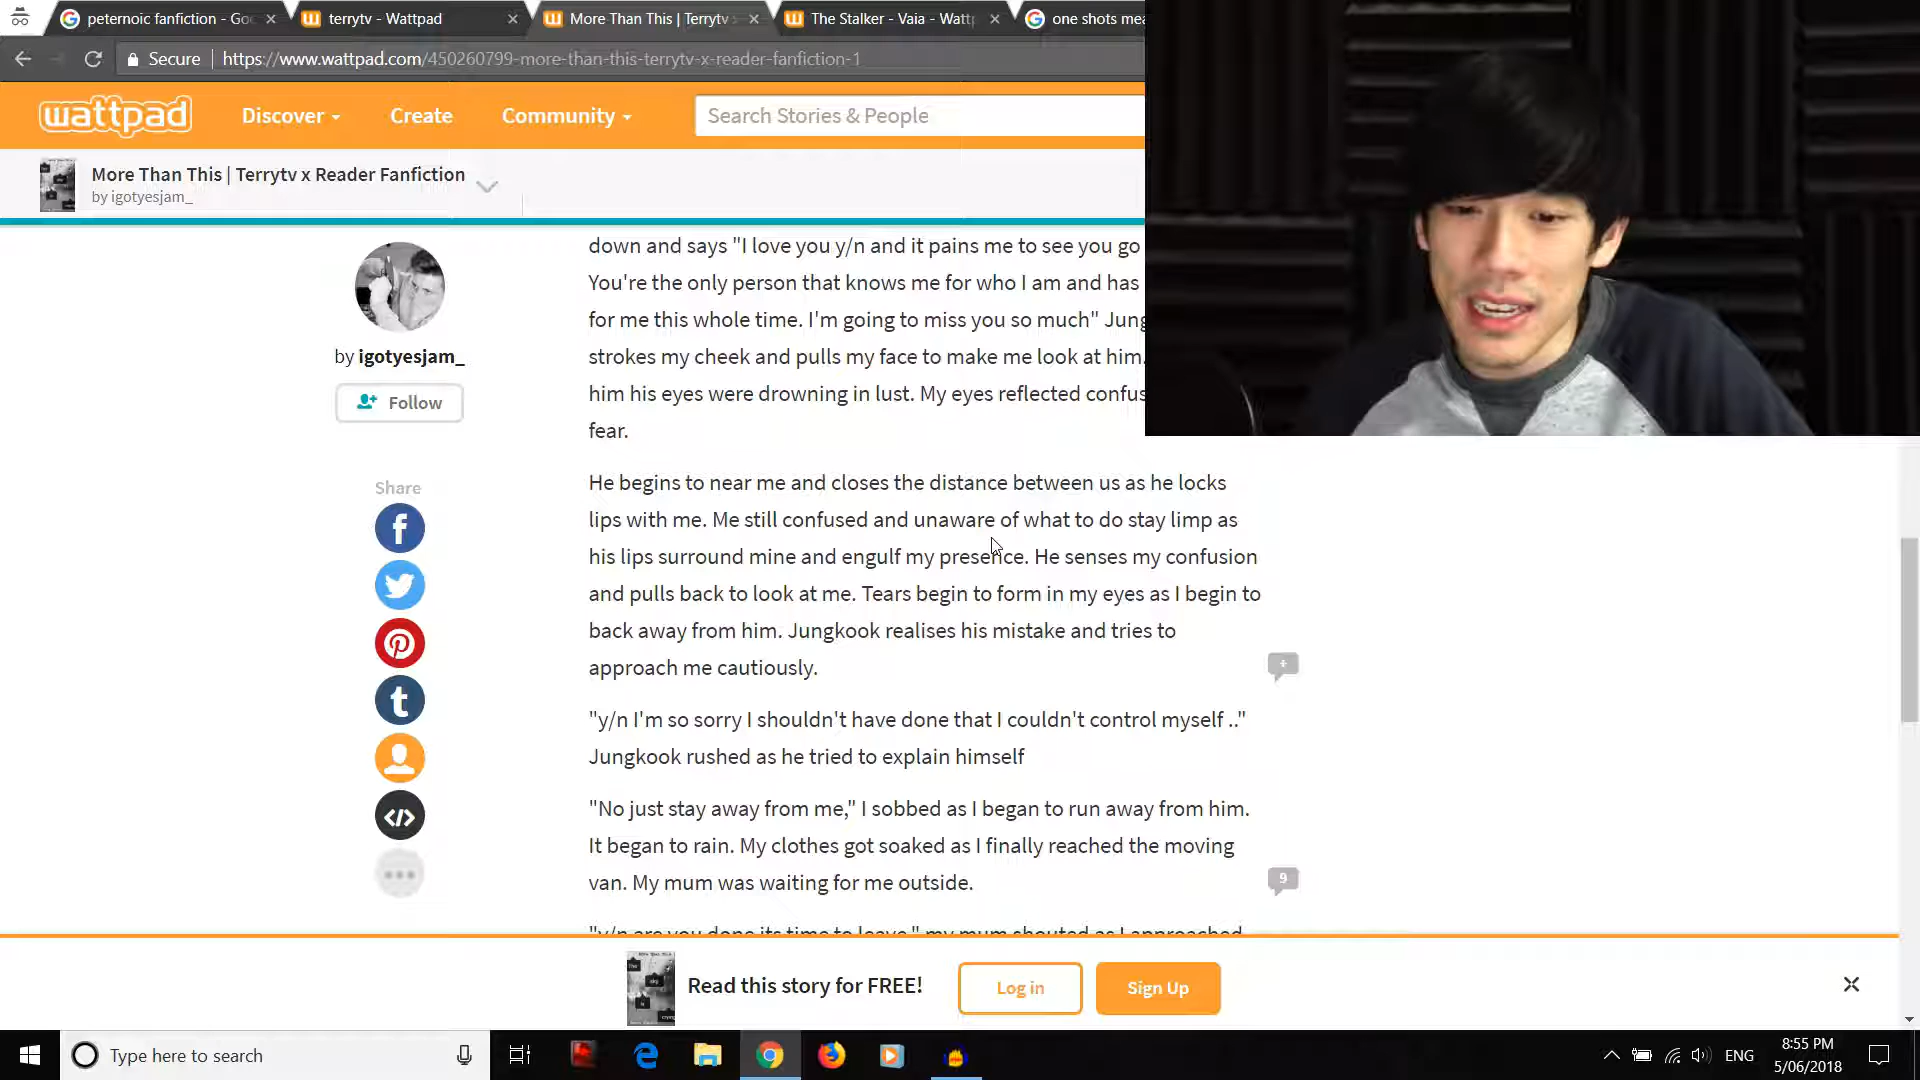 peternoic fanfiction - Goo
terrytv - Wattpad
More Than This | Terrytv x
The Stalker - Vaia - Wattp
one shots mea
Secure
https://www.wattpad.com/450260799-more-than-this-terrytv-x-reader-fanfiction-1
wattpad
Discover
Create
Community
Search Stories & People
More Than This | Terrytv x Reader Fanfiction
by igotyesjam_
down and says "I love you y/n and it pains me to see you go
You're the only person that knows me for who I am and has
for me this whole time. I'm going to miss you so much" Jung
strokes my cheek and pulls my face to make me look at him.
him his eyes were drowning in lust. My eyes reflected confus
fear.
by igotyesjam_
Follow
Share
He begins to near me and closes the distance between us as he locks
lips with me. Me still confused and unaware of what to do stay limp as
his lips surround mine and engulf my presence. He senses my confusion
and pulls back to look at me. Tears begin to form in my eyes as I begin to
back away from him. Jungkook realises his mistake and tries to
approach me cautiously.
+
"y/n I'm so sorry I shouldn't have done that I couldn't control myself .."
Jungkook rushed as he tried to explain himself
"No just stay away from me," I sobbed as I began to run away from him.
It began to rain. My clothes got soaked as I finally reached the moving
van. My mum was waiting for me outside.
9
"y/n are you done its time to leave," my mum shouted as I approached
Read this story for FREE!
Log in
Sign Up
Type here to search
ENG
8:55 PM
5/06/2018